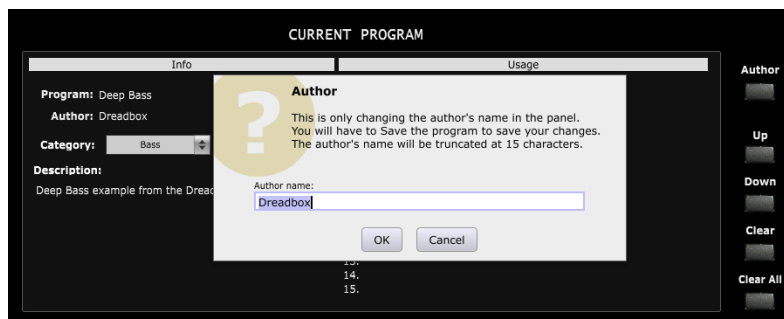 CURRENT PROGRAM
Info
Usage
Program: Deep Bass
Author: Dreadbox
Category: Bass
Description:
Deep Bass example from the Dread
?
Author
This is only changing the author's name in the panel.
You will have to Save the program to save your changes.
The author's name will be truncated at 15 characters.
Author name:
Dreadbox
OK
Cancel
14.
15.
Author
Up
Down
Clear
Clear All